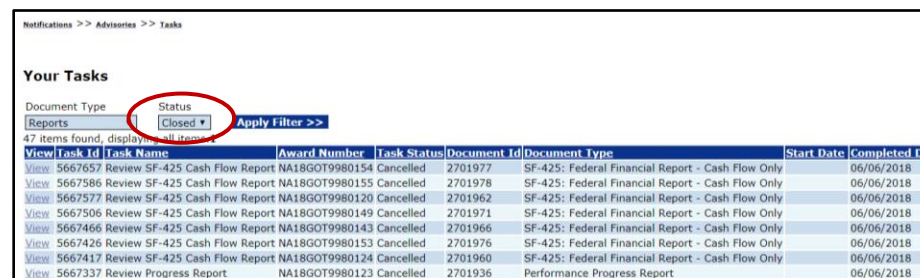 Notifications >> Advisories >> Tasks
Your Tasks
Document Type Status
Reports Closed Apply Filter >>
47 items found, displaying all items.1
View Task Id Task Name Award Number Task Status Document Id Document Type Start Date Completed D
View 5667657 Review SF-425 Cash Flow Report NA18GOT9980154 Cancelled 2701977 SF-425: Federal Financial Report - Cash Flow Only 06/06/2018
View 5667586 Review SF-425 Cash Flow Report NA18GOT9980155 Cancelled 2701978 SF-425: Federal Financial Report - Cash Flow Only 06/06/2018
View 5667577 Review SF-425 Cash Flow Report NA18GOT9980120 Cancelled 2701962 SF-425: Federal Financial Report - Cash Flow Only 06/06/2018
View 5667506 Review SF-425 Cash Flow Report NA18GOT9980149 Cancelled 2701971 SF-425: Federal Financial Report - Cash Flow Only 06/06/2018
View 5667466 Review SF-425 Cash Flow Report NA18GOT9980143 Cancelled 2701966 SF-425: Federal Financial Report - Cash Flow Only 06/06/2018
View 5667426 Review SF-425 Cash Flow Report NA18GOT9980153 Cancelled 2701976 SF-425: Federal Financial Report - Cash Flow Only 06/06/2018
View 5667417 Review SF-425 Cash Flow Report NA18GOT9980124 Cancelled 2701960 SF-425: Federal Financial Report - Cash Flow Only 06/06/2018
View 5667337 Review Progress Report NA18GOT9980123 Cancelled 2701936 Performance Progress Report 06/06/2018